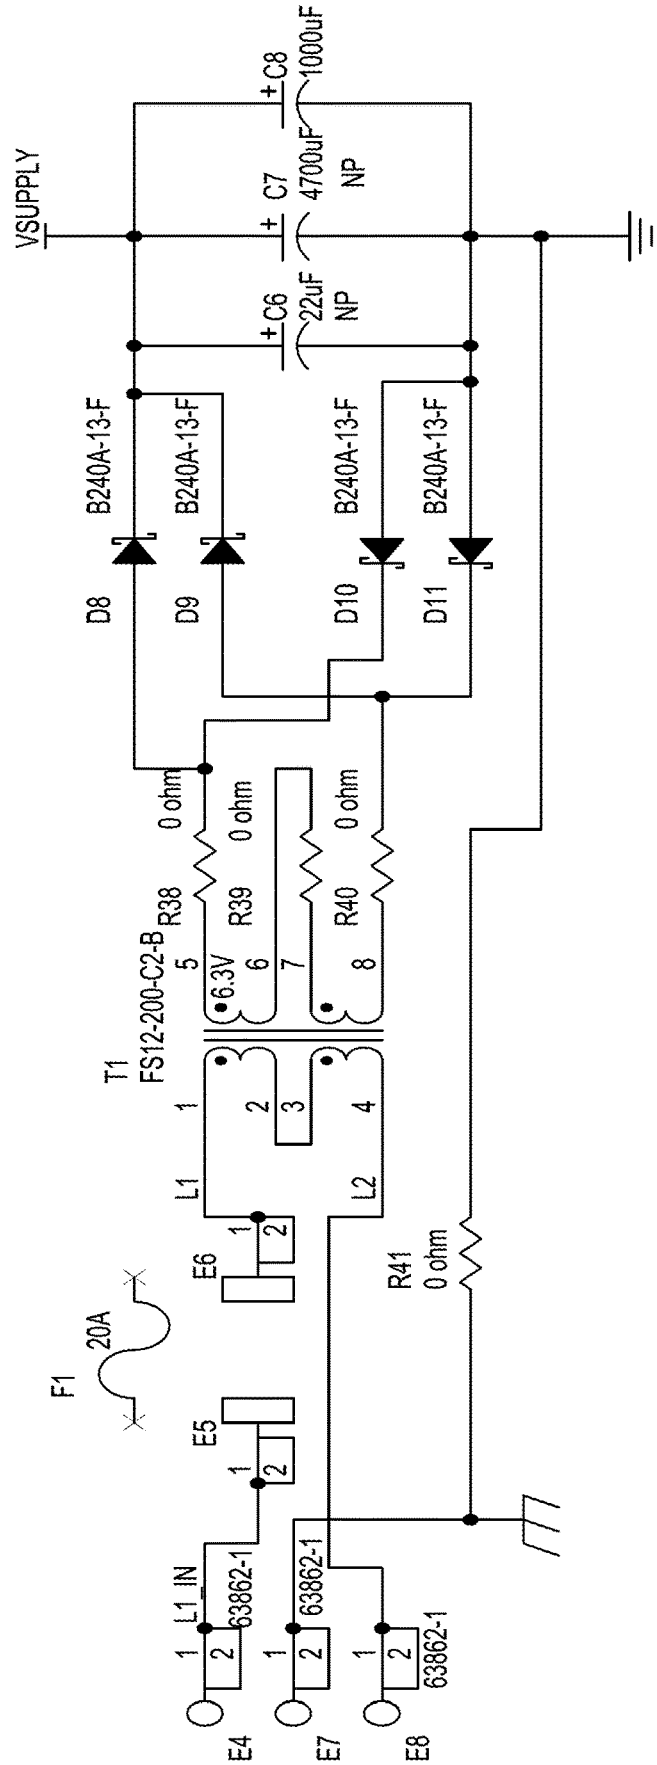 VSUPPLY
C8
1000uF
+
C7
4700uF
NP
+
C6
22uF
NP
+
B240A-13-F
D8
B240A-13-F
D9
B240A-13-F
D10
B240A-13-F
D11
0 ohm
R38
0 ohm
R39
0 ohm
R40
T1
FS12-200-C2-B
5
6.3V
6
7
8
1
2
3
4
L1
L2
R41
0 ohm
F1
20A
E6
1
2
E5
1
2
L1_IN
63862-1
1
2
E4
63862-1
1
2
E7
63862-1
1
2
E8